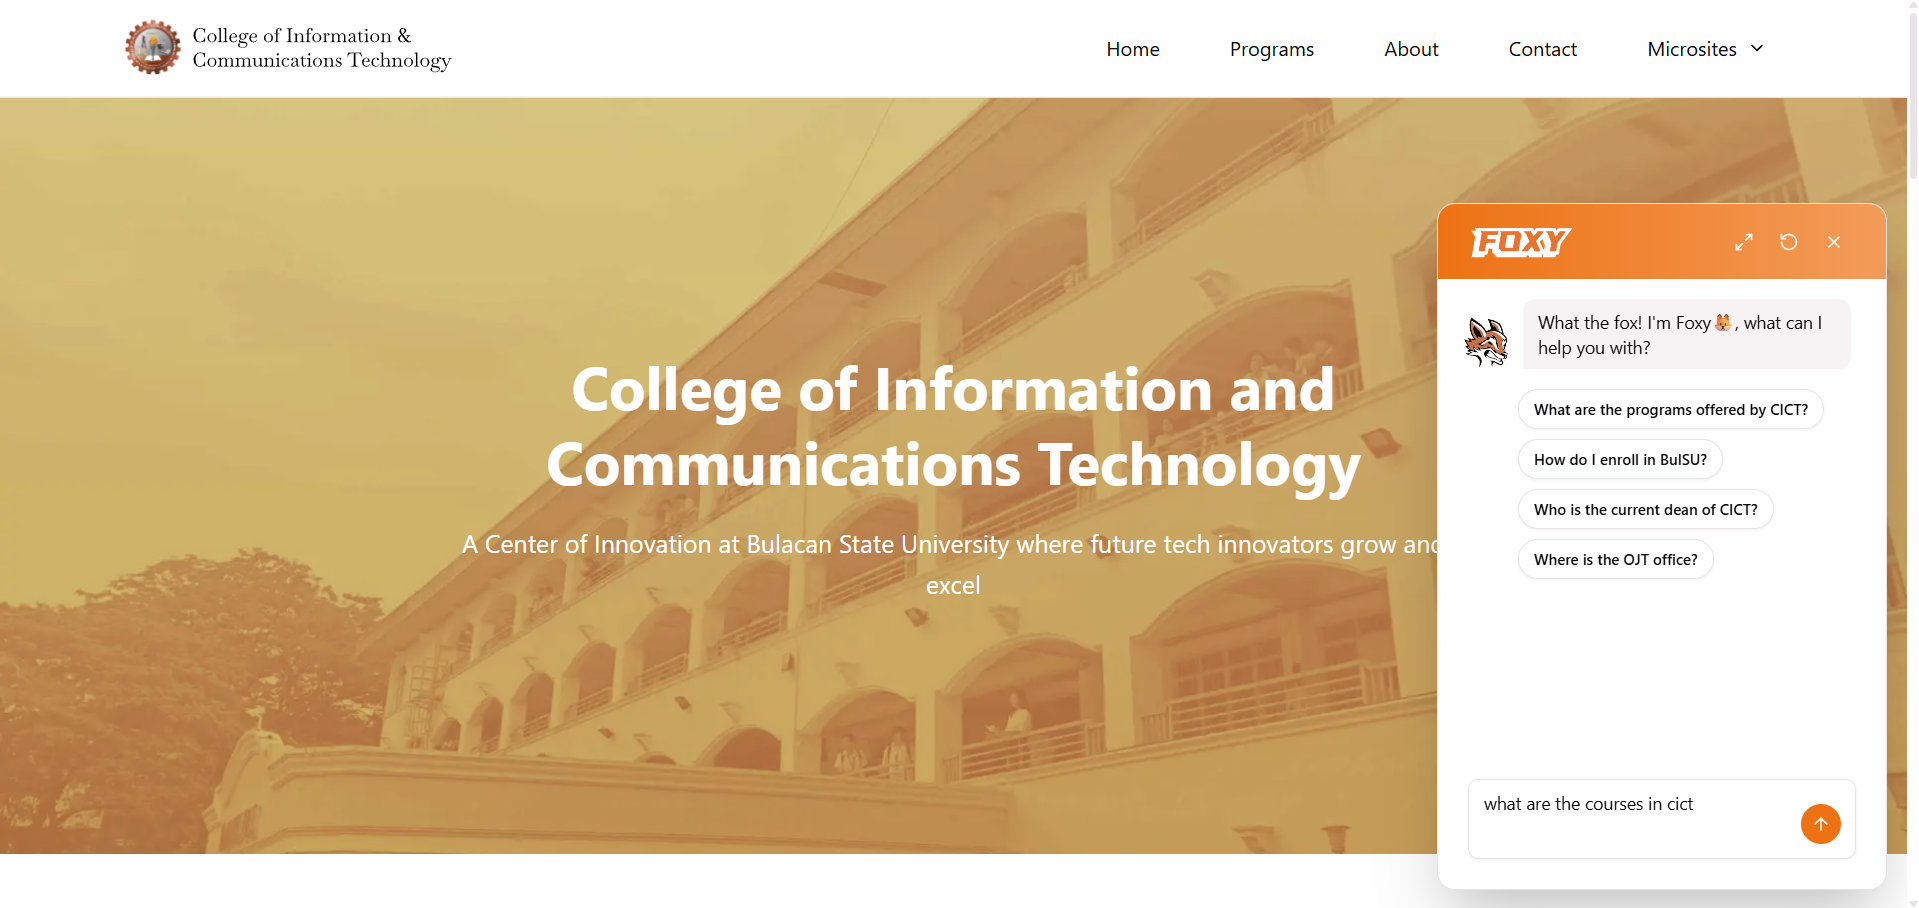 College of Information &
Communications Technology
Home
Programs
About
Contact
Microsites
College of Information and
Communications Technology
A Center of Innovation at Bulacan State University where future tech innovators grow and
excel
FOXY
What the fox! I'm Foxy🦊, what can I
help you with?
What are the programs offered by CICT?
How do I enroll in BulSU?
Who is the current dean of CICT?
Where is the OJT office?
what are the courses in cict